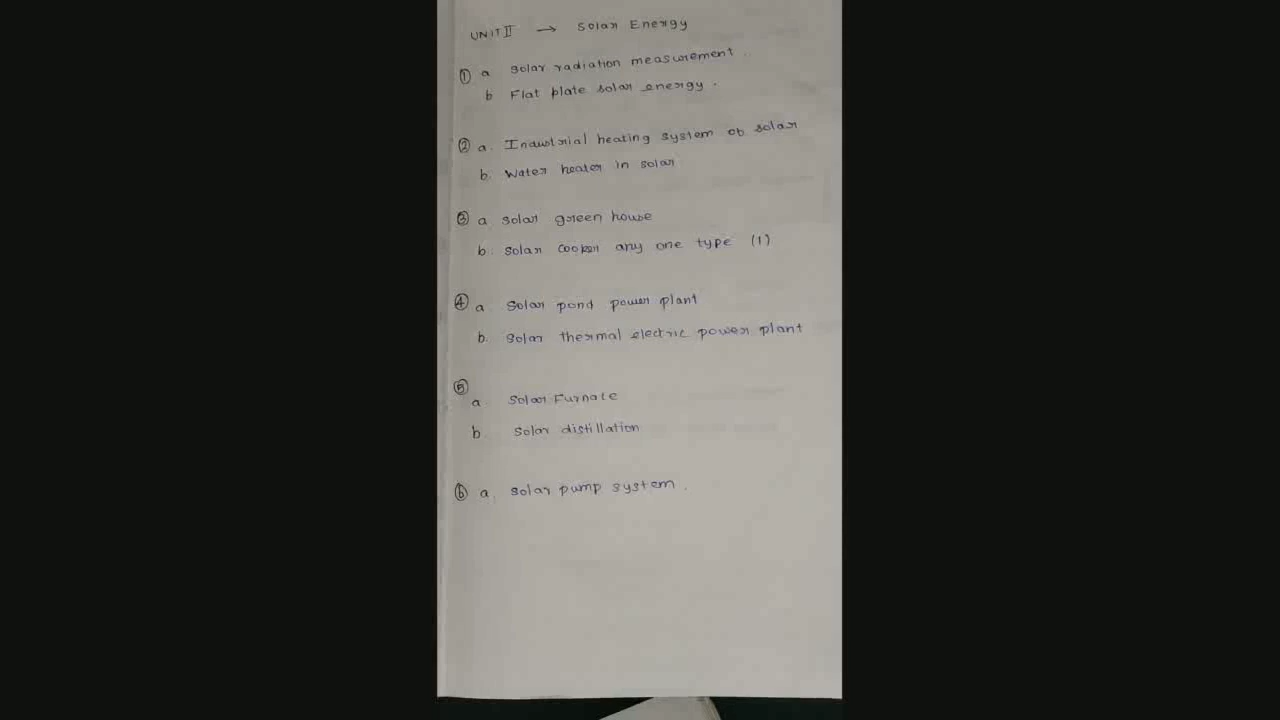 UNIT II → Solar Energy
① a solar radiation measurement.
b Flat plate solar energy.
② a. Industrial heating system of solar
b. Water heater in solar
③ a solar green house
b. solar cooker any one type (1)
④ a. Solar pond power plant
b. Solar thermal electric power plant
⑤
a. Solar Furnace
b. Solar distillation
⑥ a. Solar pump system.